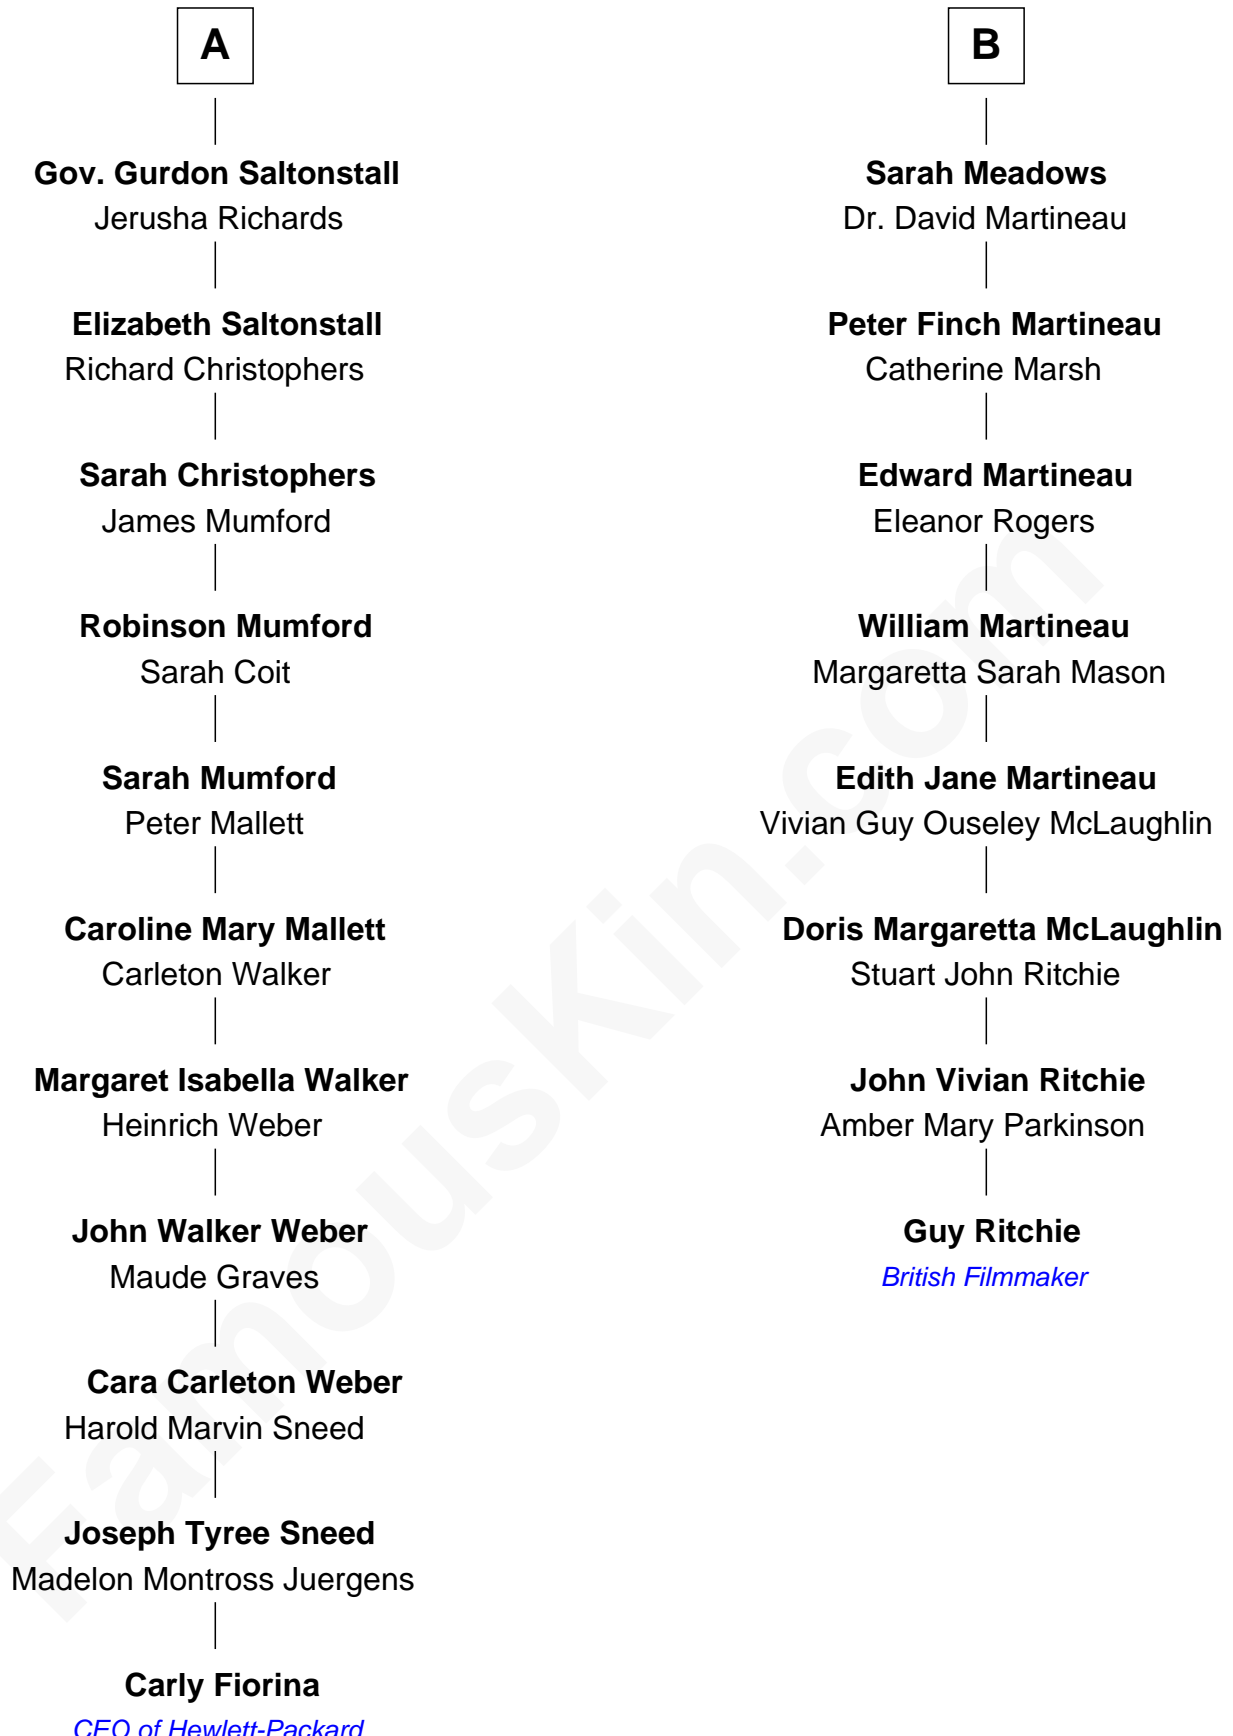 A
Gov. Gurdon Saltonstall
Jerusha Richards
Elizabeth Saltonstall
Richard Christophers
Sarah Christophers
James Mumford
Robinson Mumford
Sarah Coit
Sarah Mumford
Peter Mallett
Caroline Mary Mallett
Carleton Walker
Margaret Isabella Walker
Heinrich Weber
John Walker Weber
Maude Graves
Cara Carleton Weber
Harold Marvin Sneed
Joseph Tyree Sneed
Madelon Montross Juergens
Carly Fiorina
CEO of Hewlett-Packard
B
Sarah Meadows
Dr. David Martineau
Peter Finch Martineau
Catherine Marsh
Edward Martineau
Eleanor Rogers
William Martineau
Margaretta Sarah Mason
Edith Jane Martineau
Vivian Guy Ouseley McLaughlin
Doris Margaretta McLaughlin
Stuart John Ritchie
John Vivian Ritchie
Amber Mary Parkinson
Guy Ritchie
British Filmmaker
FamousKin.com